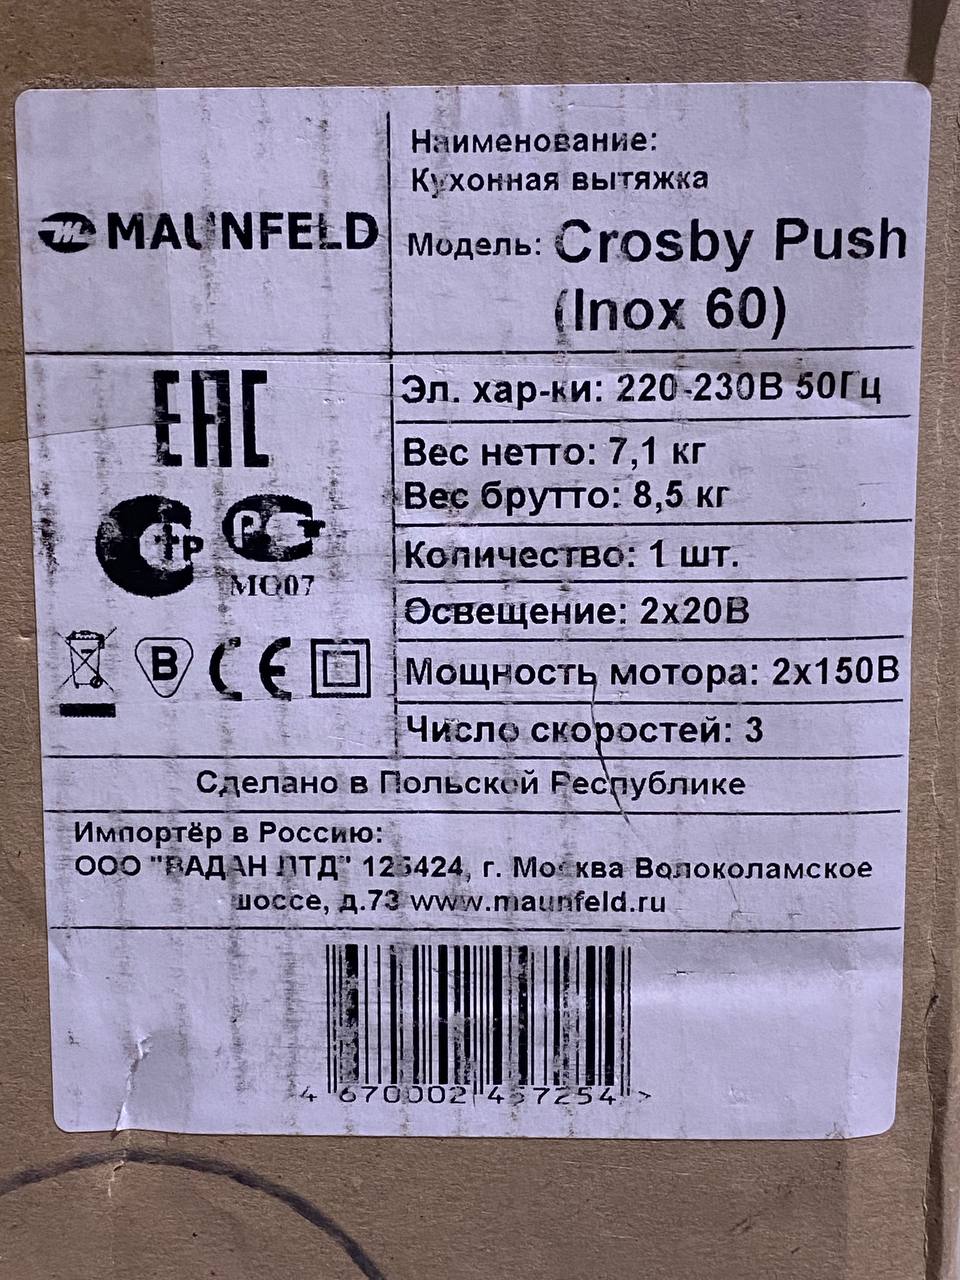 MAUNFELD
Наименование:
Кухонная вытяжка
Модель: Crosby Push
(Inox 60)
EAC
Эл. хар-ки: 220-230В 50Гц
Вес нетто: 7,1 кг
Вес брутто: 8,5 кг
Количество: 1 шт.
Освещение: 2x20В
Мощность мотора: 2x150В
Число скоростей: 3
МО07
B CE
Сделано в Польской Республике
Импортёр в Россию:
ООО "ВАДАН ЛТД" 125424, г. Москва Волоколамское
шоссе, д.73 www.maunfeld.ru
4 670002 457254 >